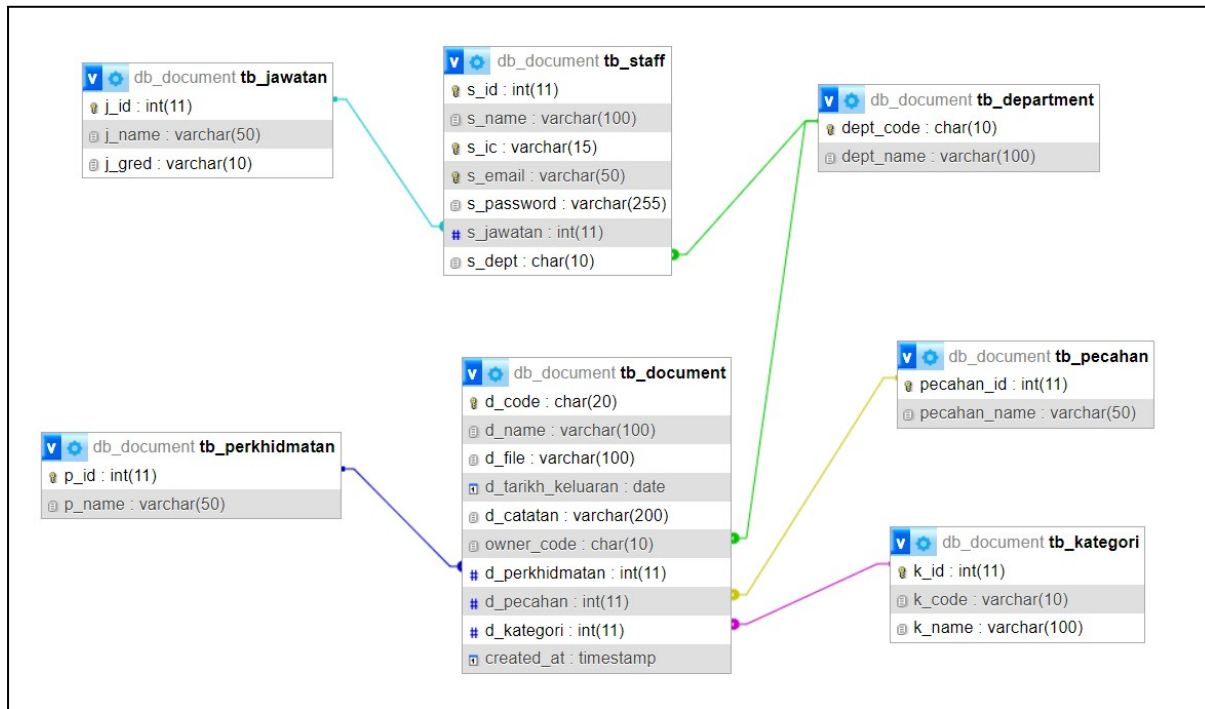 db_document tb_jawatan
j_id : int(11)
j_name : varchar(50)
j_gred : varchar(10)
db_document tb_staff
s_id : int(11)
s_name : varchar(100)
s_ic : varchar(15)
s_email : varchar(50)
s_password : varchar(255)
# s_jawatan : int(11)
s_dept : char(10)
db_document tb_department
dept_code : char(10)
dept_name : varchar(100)
db_document tb_perkhidmatan
p_id : int(11)
p_name : varchar(50)
db_document tb_document
d_code : char(20)
d_name : varchar(100)
d_file : varchar(100)
d_tarikh_keluaran : date
d_catatan : varchar(200)
owner_code : char(10)
# d_perkhidmatan : int(11)
# d_pecahan : int(11)
# d_kategori : int(11)
created_at : timestamp
db_document tb_pecahan
pecahan_id : int(11)
pecahan_name : varchar(50)
db_document tb_kategori
k_id : int(11)
k_code : varchar(10)
k_name : varchar(100)